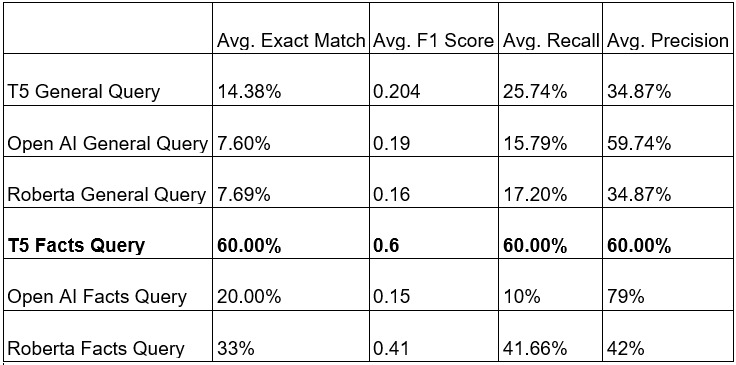 Avg. Exact Match Avg. F1 Score Avg. Recall Avg. Precision
T5 General Query 14.38% 0.204 25.74% 34.87%
Open AI General Query 7.60% 0.19 15.79% 59.74%
Roberta General Query 7.69% 0.16 17.20% 34.87%
T5 Facts Query 60.00% 0.6 60.00% 60.00%
Open AI Facts Query 20.00% 0.15 10% 79%
Roberta Facts Query 33% 0.41 41.66% 42%